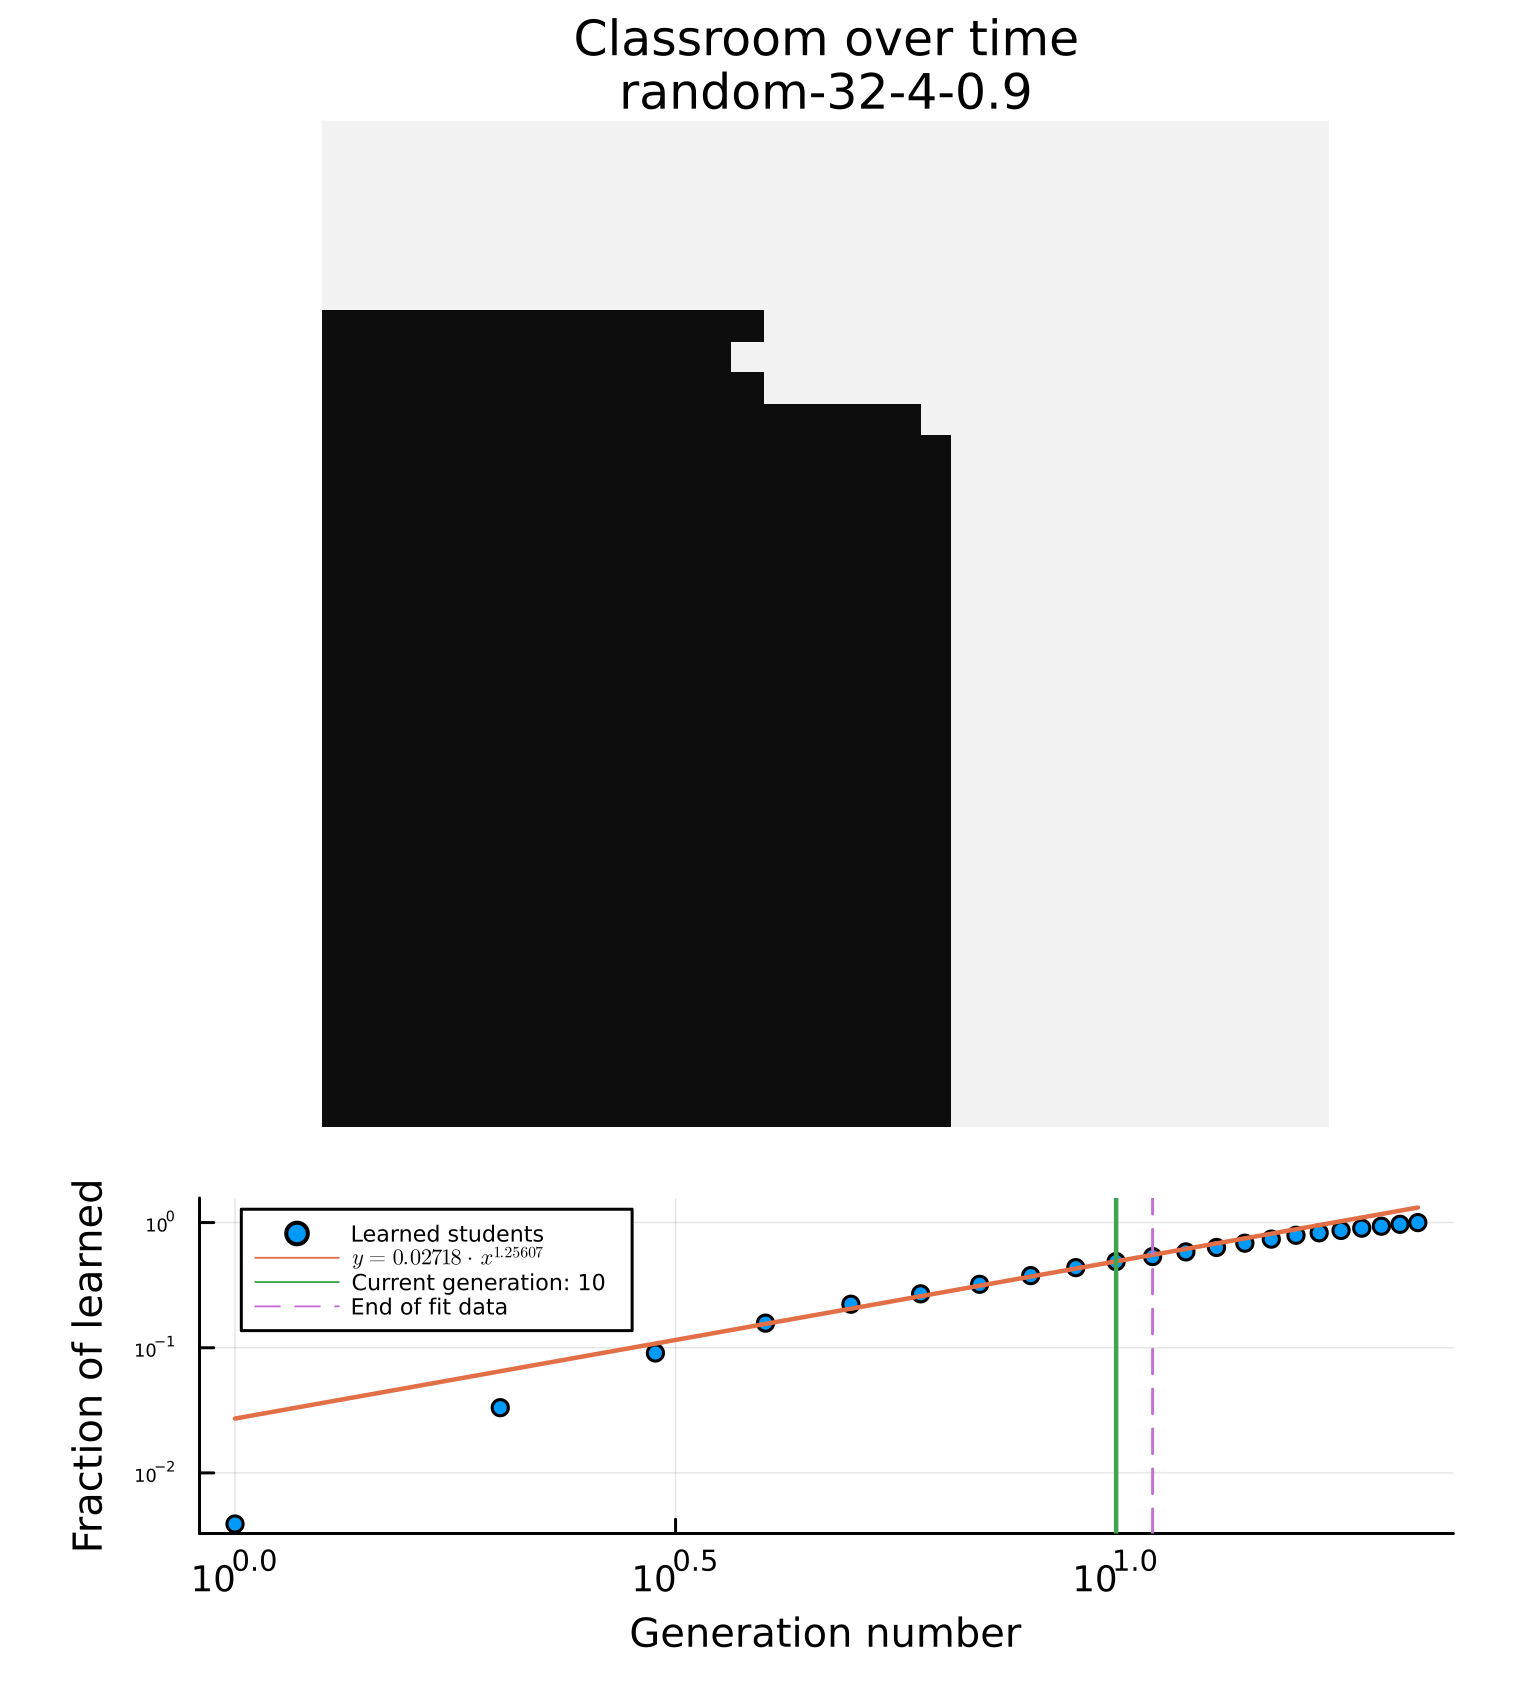 Classroom over time
random-32-4-0.9
Fraction of learned
10⁰
10⁻¹
10⁻²
Learned students
y = 0.02718 · x^1.25607
Current generation: 10
End of fit data
10^0.0
10^0.5
10^1.0
Generation number